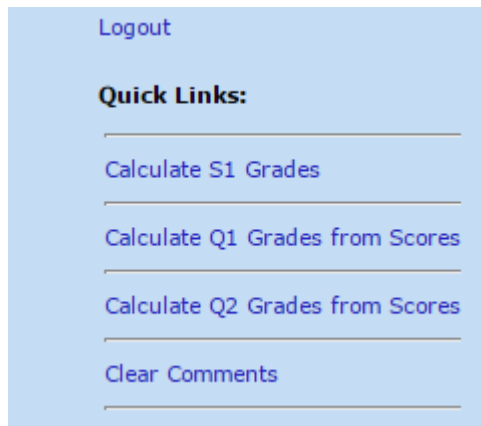 Logout
Quick Links:
Calculate S1 Grades
Calculate Q1 Grades from Scores
Calculate Q2 Grades from Scores
Clear Comments